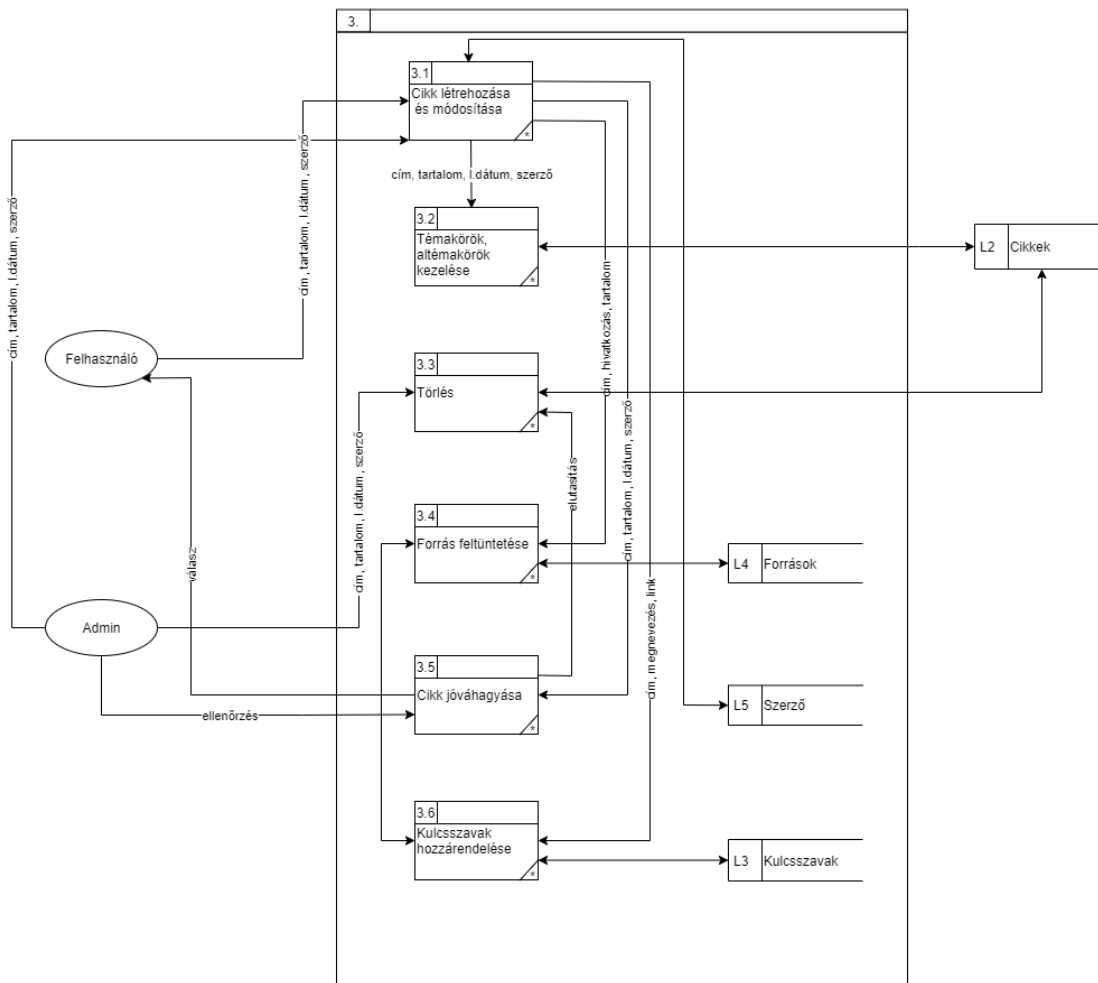 3.
3.1
Cikk létrehozása
és módosítása
*
cím, tartalom, l.dátum, szerző
cím, tartalom, l.dátum, szerző
cím, tartalom, l.dátum, szerző
3.2
Témakörök,
altémakörök
kezelése
*
L2
Cikkek
cím, hivatkozás, tartalom
Felhasználó
3.3
Törlés
*
cím, tartalom, l.dátum, szerző
cím, tartalom, l.dátum, szerző
elutasítás
3.4
Forrás feltüntetése
*
L4
Források
válasz
Admin
cím, megnevezés, link
3.5
Cikk jóváhagyása
*
L5
Szerző
ellenőrzés
3.6
Kulcsszavak
hozzárendelése
*
L3
Kulcsszavak